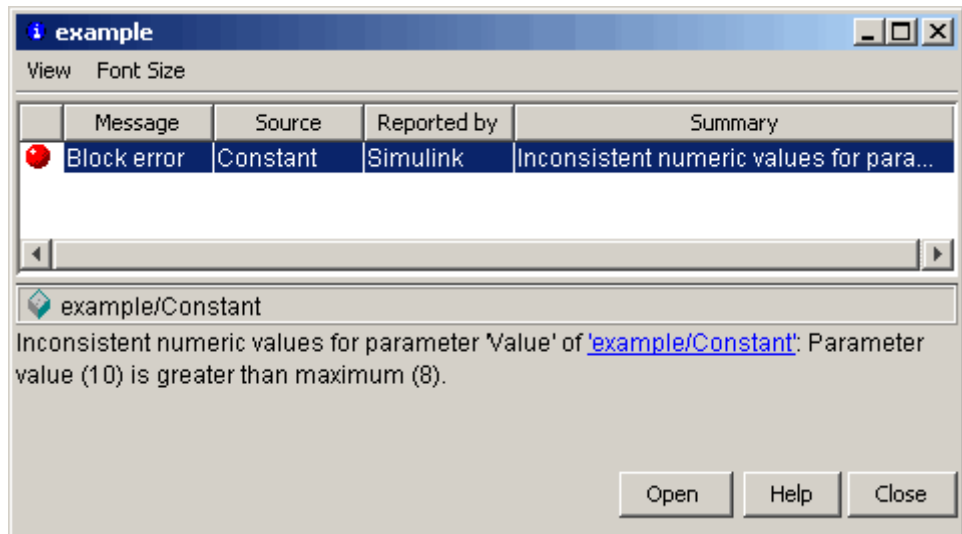 example
View Font Size
Message Source Reported by Summary
Block error Constant Simulink Inconsistent numeric values for para...
example/Constant
Inconsistent numeric values for parameter 'Value' of 'example/Constant': Parameter
value (10) is greater than maximum (8).
Open Help Close